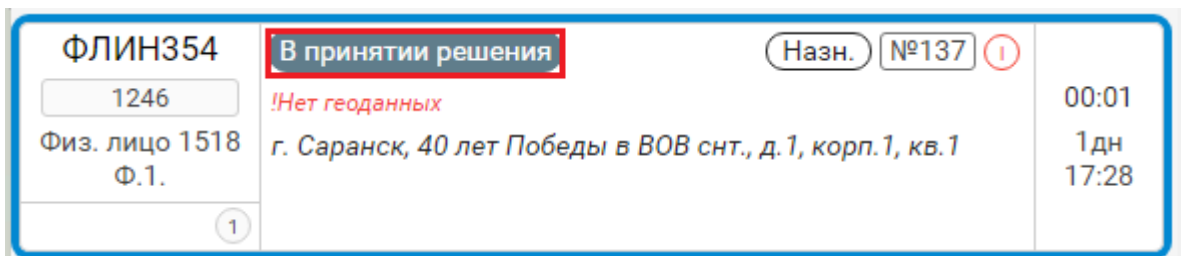 ФЛИН354
1246
Физ. лицо 1518
Ф.1.
1
В принятии решения
Назн.
№137
I
!Нет геоданных
г. Саранск, 40 лет Победы в ВОВ снт., д.1, корп.1, кв.1
00:01
1дн
17:28